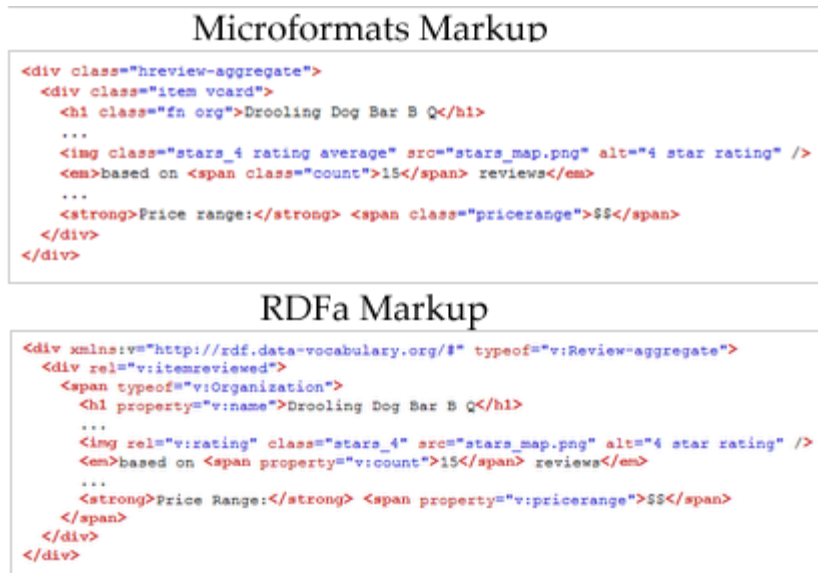 Microformats Markup
<div class="hreview-aggregate">
<div class="item vcard">
<h1 class="fn org">Drooling Dog Bar B Q</h1>
...
<img class="stars_4 rating average" src="stars_map.png" alt="4 star rating" />
<em>based on <span class="count">15</span> reviews</em>
...
<strong>Price range:</strong> <span class="pricerange">$$</span>
</div>
</div>
RDFa Markup
<div xmlns:v="http://rdf.data-vocabulary.org/#" typeof="v:Review-aggregate">
<div rel="v:itemreviewed">
<span typeof="v:Organization">
<h1 property="v:name">Drooling Dog Bar B Q</h1>
...
<img rel="v:rating" class="stars_4" src="stars_map.png" alt="4 star rating" />
<em>based on <span property="v:count">15</span> reviews</em>
...
<strong>Price Range:</strong> <span property="v:pricerange">$$</span>
</span>
</div>
</div>